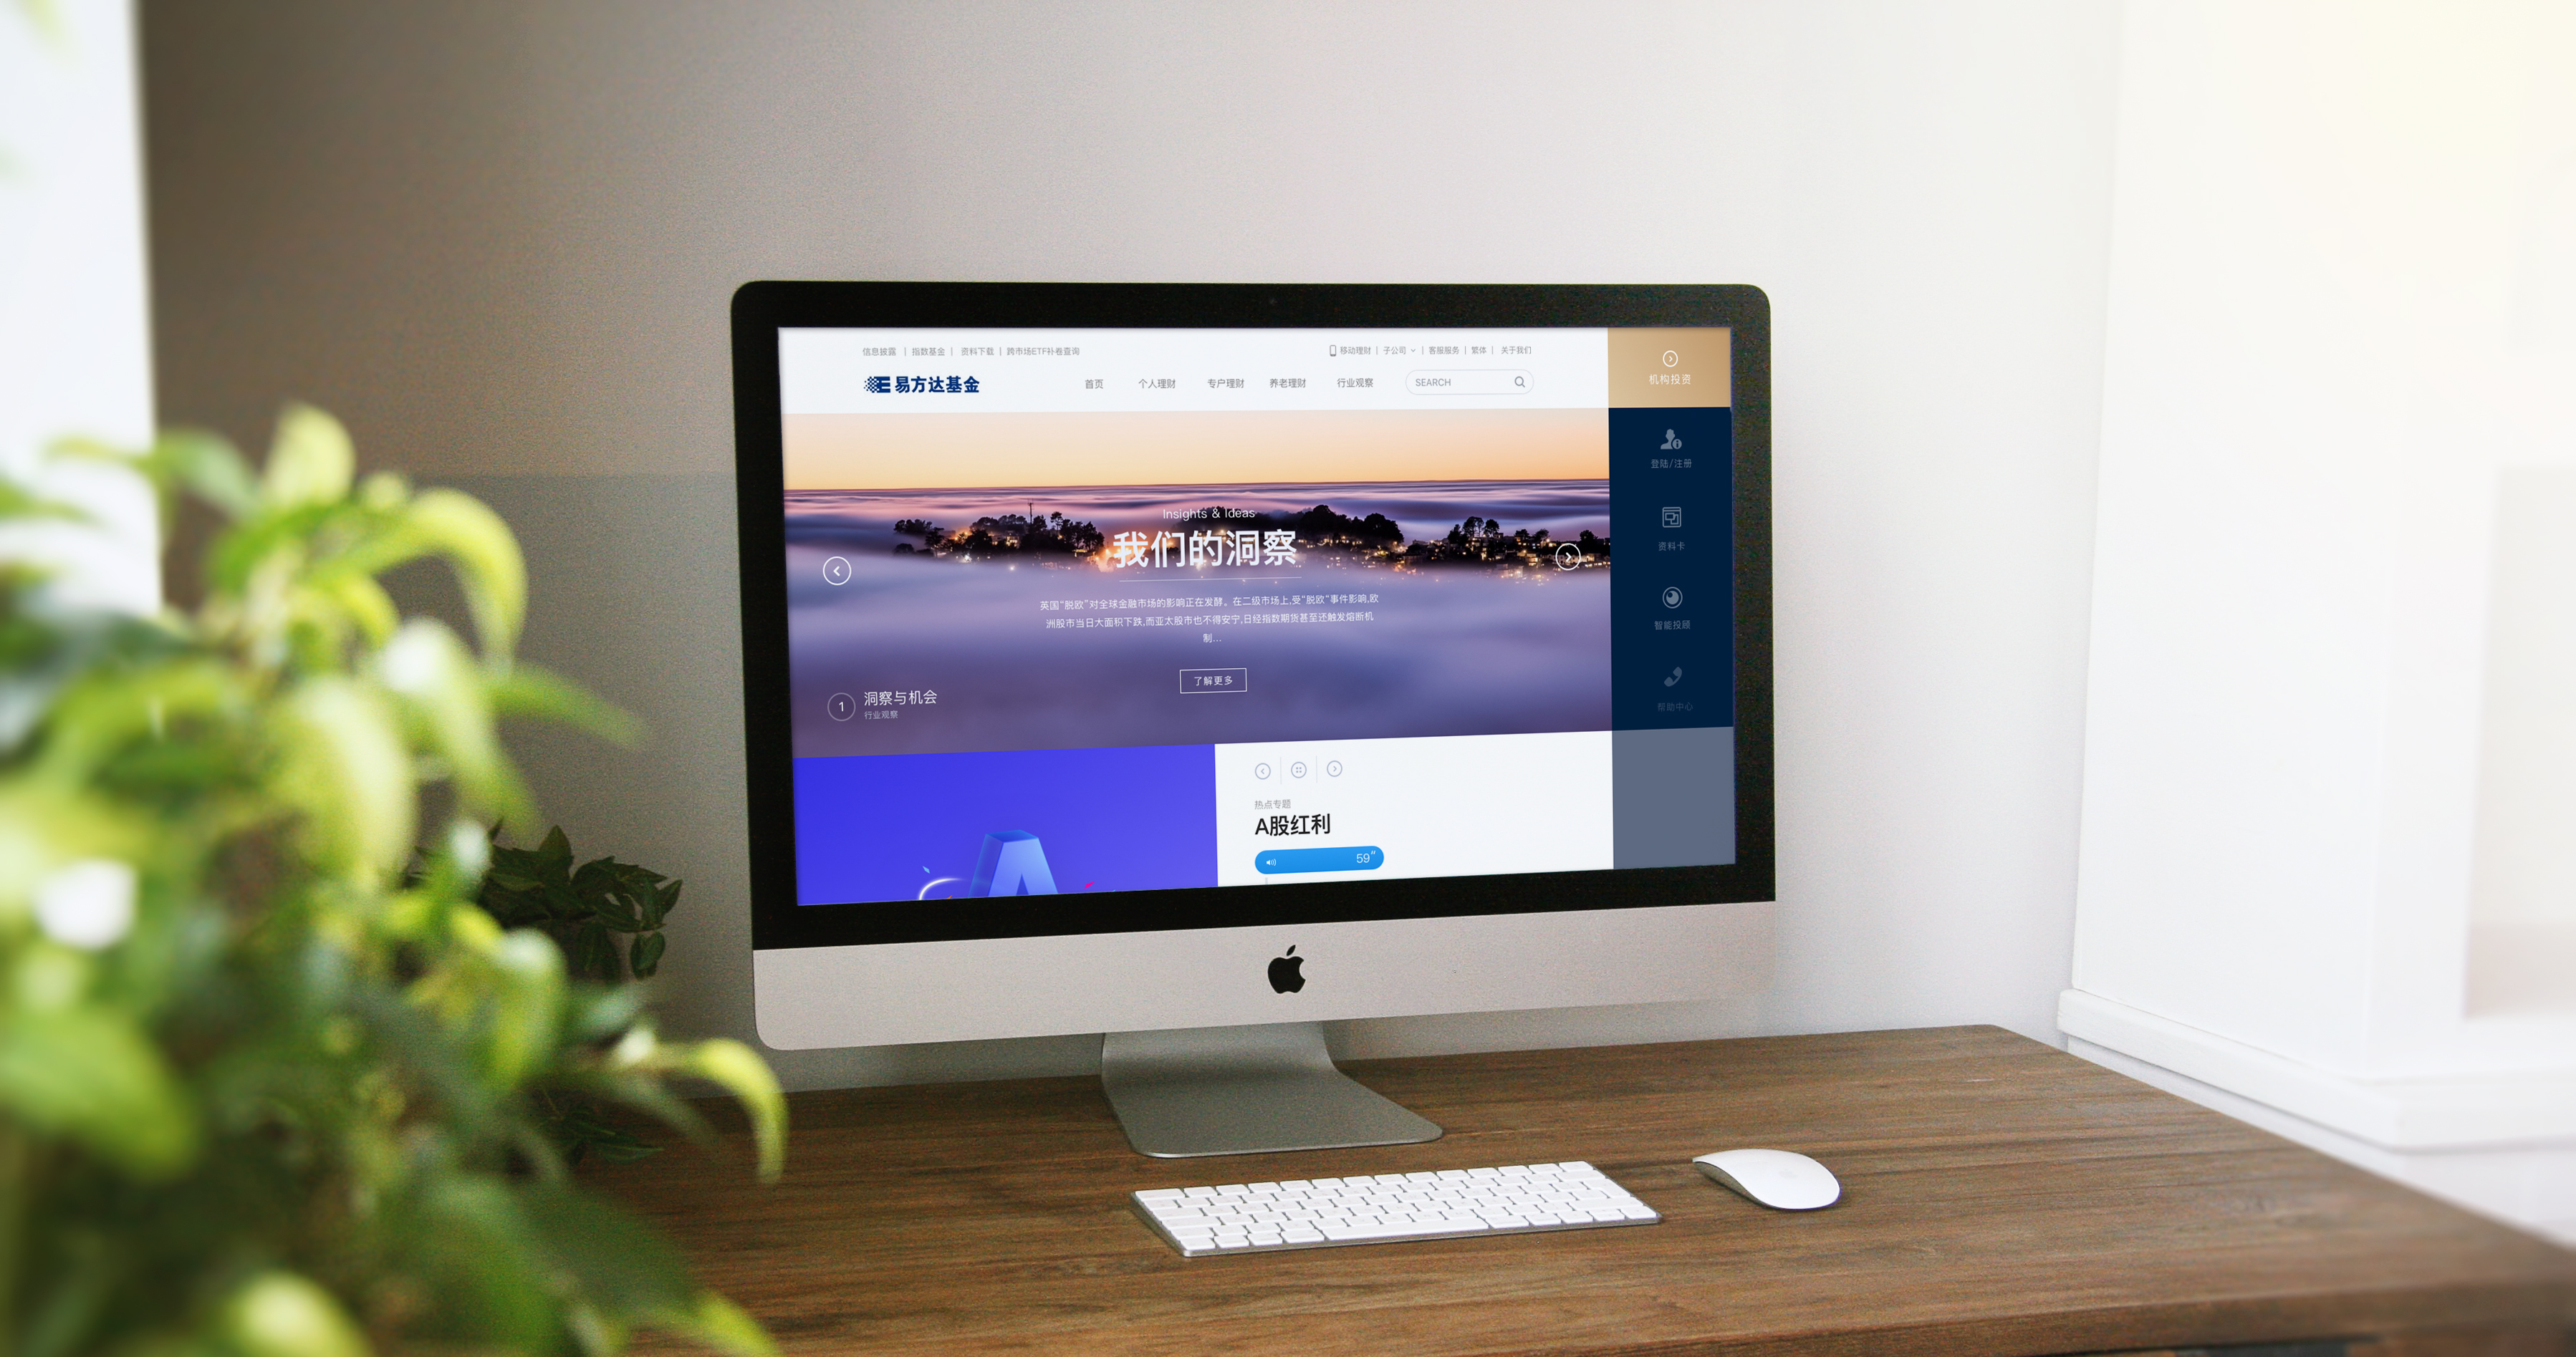 信息披露 | 指数基金 | 资料下载 | 跨市场ETF补卷查询
移动理财 | 子公司 | 客服服务 | 繁体 | 关于我们
易方达基金
首页 个人理财 专户理财 养老理财 行业观察
SEARCH
机构投资
登陆/注册
资料卡
智能投顾
帮助中心
Insights & Ideas
我们的洞察
英国"脱欧"对全球金融市场的影响正在发酵。在二级市场上,受"脱欧"事件影响,欧
洲股市当日大面积下跌,而亚太股市也不得安宁,日经指数期货甚至还触发熔断机
制...
了解更多
1
洞察与机会
行业观察
热点专题
A股红利
59"
A